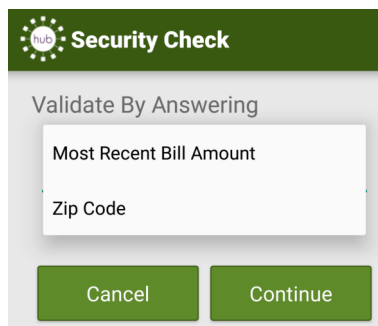 hub Security Check
Validate By Answering
Most Recent Bill Amount
Zip Code
Cancel Continue